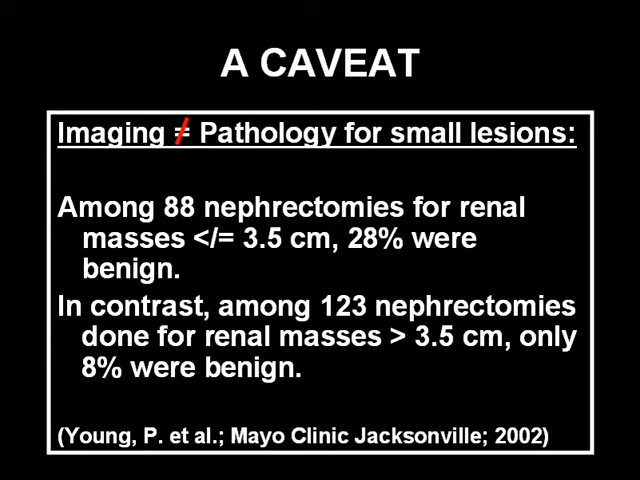 A CAVEAT
Imaging ≠ Pathology for small lesions:
Among 88 nephrectomies for renal
masses </= 3.5 cm, 28% were
benign.
In contrast, among 123 nephrectomies
done for renal masses > 3.5 cm, only
8% were benign.
(Young, P. et al.; Mayo Clinic Jacksonville; 2002)